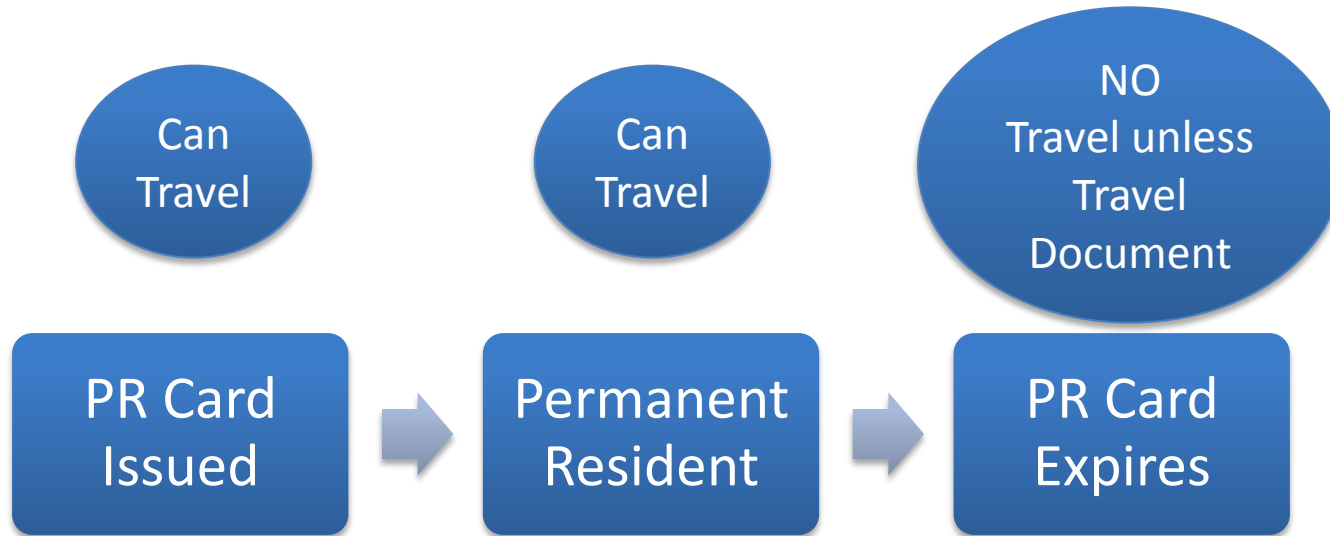 Can
Travel
Can
Travel
NO
Travel unless
Travel
Document
PR Card
Issued
Permanent
Resident
PR Card
Expires